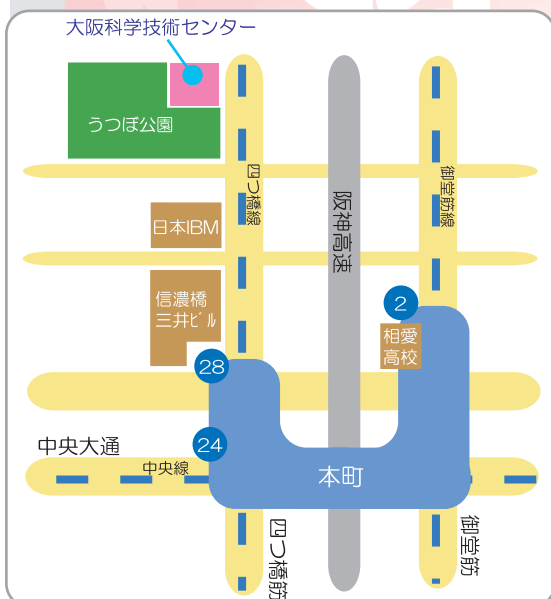 大阪科学技術センター
うつぼ公園
四つ橋線
阪神高速
御堂筋線
日本IBM
信濃橋
三井ビル
2
相愛
高校
28
24
中央大通
中央線
本町
四つ橋筋
御堂筋